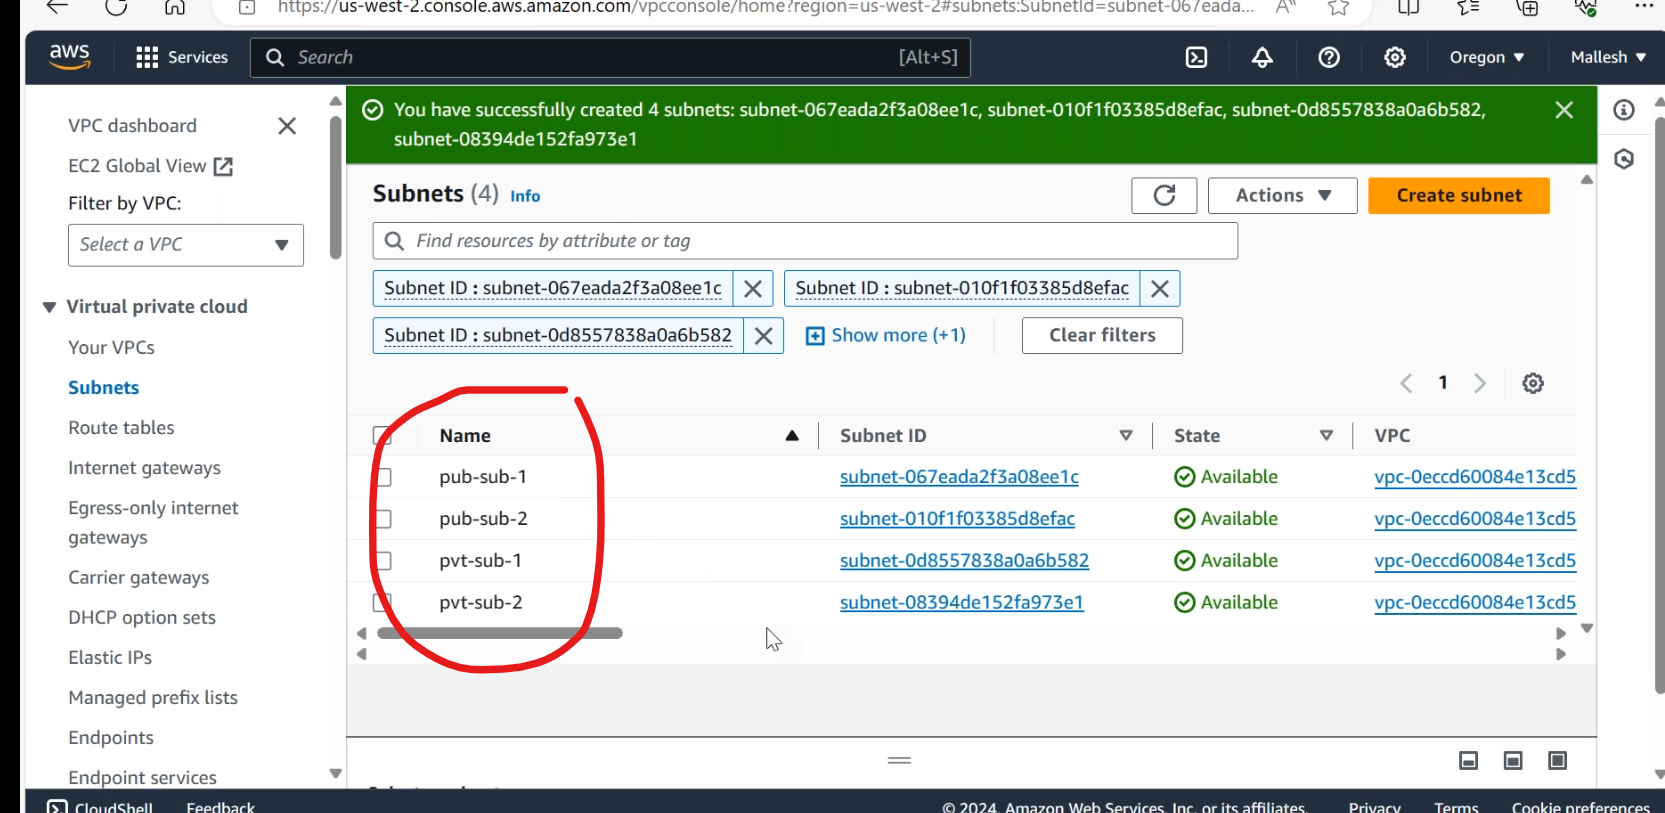 https://us-west-2.console.aws.amazon.com/vpcconsole/home?region=us-west-2#subnets:SubnetId=subnet-067eada...
aws
Services
Search
[Alt+S]
Oregon
Mallesh
VPC dashboard
EC2 Global View
Filter by VPC:
Select a VPC
Virtual private cloud
Your VPCs
Subnets
Route tables
Internet gateways
Egress-only internet
gateways
Carrier gateways
DHCP option sets
Elastic IPs
Managed prefix lists
Endpoints
Endpoint services
You have successfully created 4 subnets: subnet-067eada2f3a08ee1c, subnet-010f1f03385d8efac, subnet-0d8557838a0a6b582,
subnet-08394de152fa973e1
Subnets (4) Info
Actions
Create subnet
Find resources by attribute or tag
Subnet ID : subnet-067eada2f3a08ee1c
Subnet ID : subnet-010f1f03385d8efac
Subnet ID : subnet-0d8557838a0a6b582
Show more (+1)
Clear filters
1
Name Subnet ID State VPC
pub-sub-1 subnet-067eada2f3a08ee1c Available vpc-0eccd60084e13cd5
pub-sub-2 subnet-010f1f03385d8efac Available vpc-0eccd60084e13cd5
pvt-sub-1 subnet-0d8557838a0a6b582 Available vpc-0eccd60084e13cd5
pvt-sub-2 subnet-08394de152fa973e1 Available vpc-0eccd60084e13cd5
CloudShell Feedback © 2024, Amazon Web Services, Inc. or its affiliates. Privacy Terms Cookie preferences